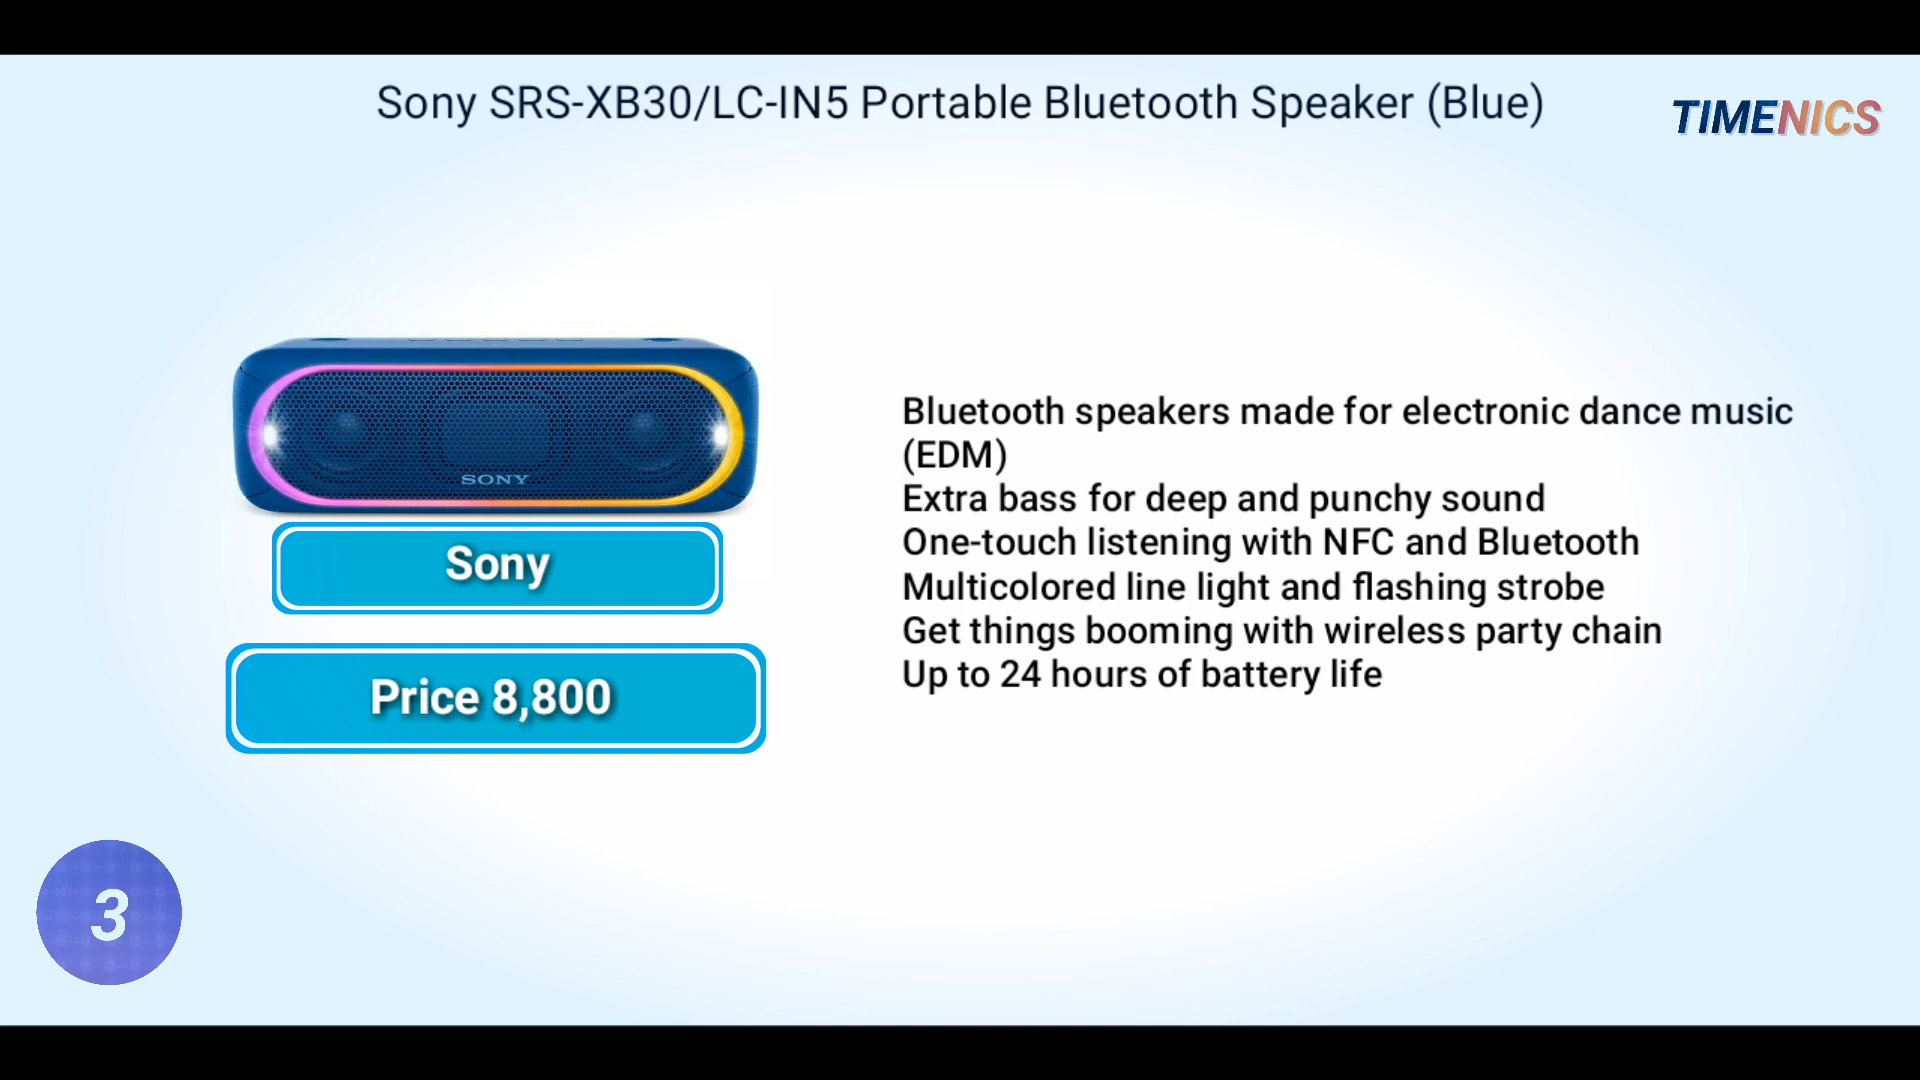 Sony SRS-XB30/LC-IN5 Portable Bluetooth Speaker (Blue)
TIMENICS
SONY
Sony
Price 8,800
Bluetooth speakers made for electronic dance music
(EDM)
Extra bass for deep and punchy sound
One-touch listening with NFC and Bluetooth
Multicolored line light and flashing strobe
Get things booming with wireless party chain
Up to 24 hours of battery life
3